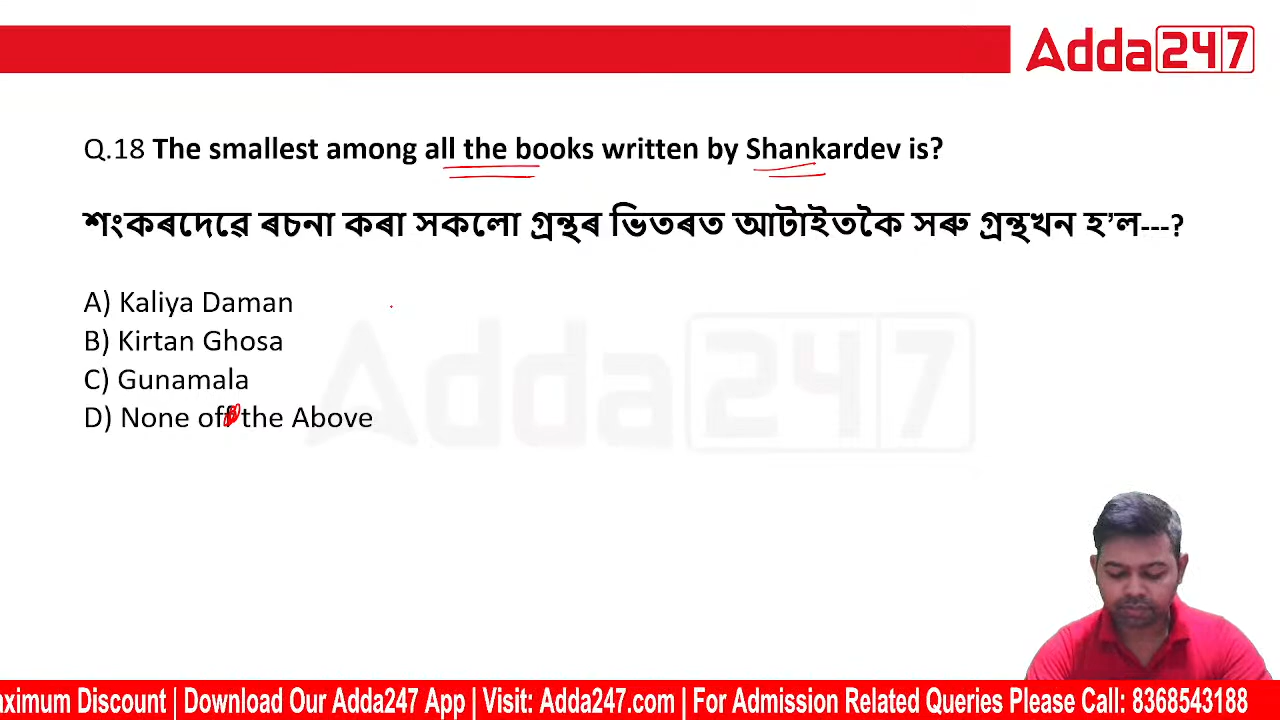 Adda247
Q.18 The smallest among all the books written by Shankardev is?
শংকৰদেৱে ৰচনা কৰা সকলো গ্ৰন্থৰ ভিতৰত আটাইতকৈ সৰু গ্ৰন্থখন হ’ল---?
A) Kaliya Daman
B) Kirtan Ghosa
C) Gunamala
D) None off the Above
Adda247
aximum Discount | Download Our Adda247 App | Visit: Adda247.com | For Admission Related Queries Please Call: 8368543188